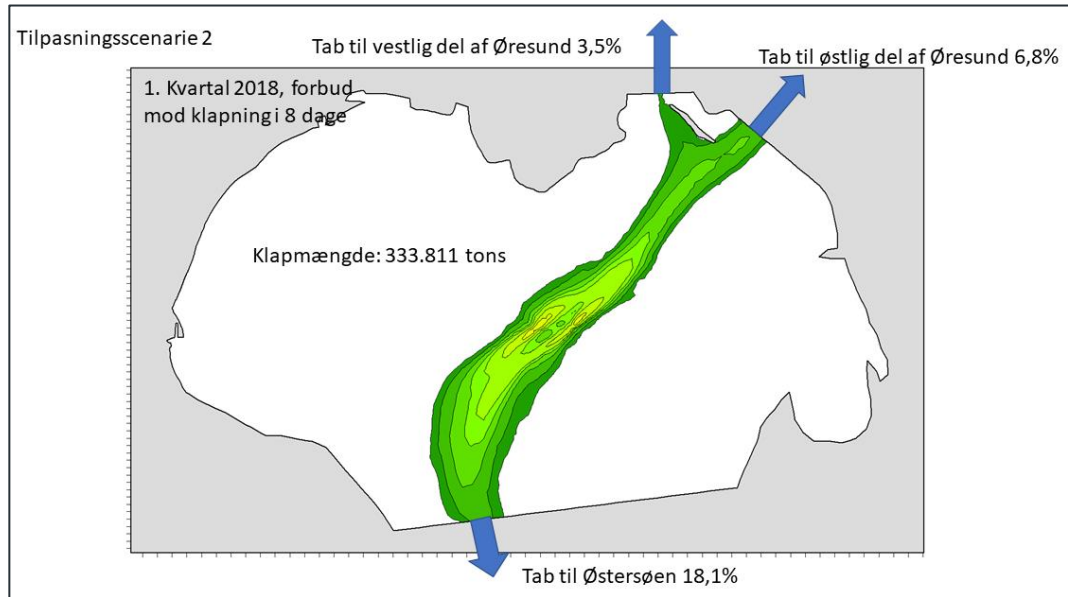 Tilpasningsscenarie 2
Tab til vestlig del af Øresund 3,5%
Tab til østlig del af Øresund 6,8%
1. Kvartal 2018, forbud
mod klapning i 8 dage
Klapmængde: 333.811 tons
Tab til Østersøen 18,1%